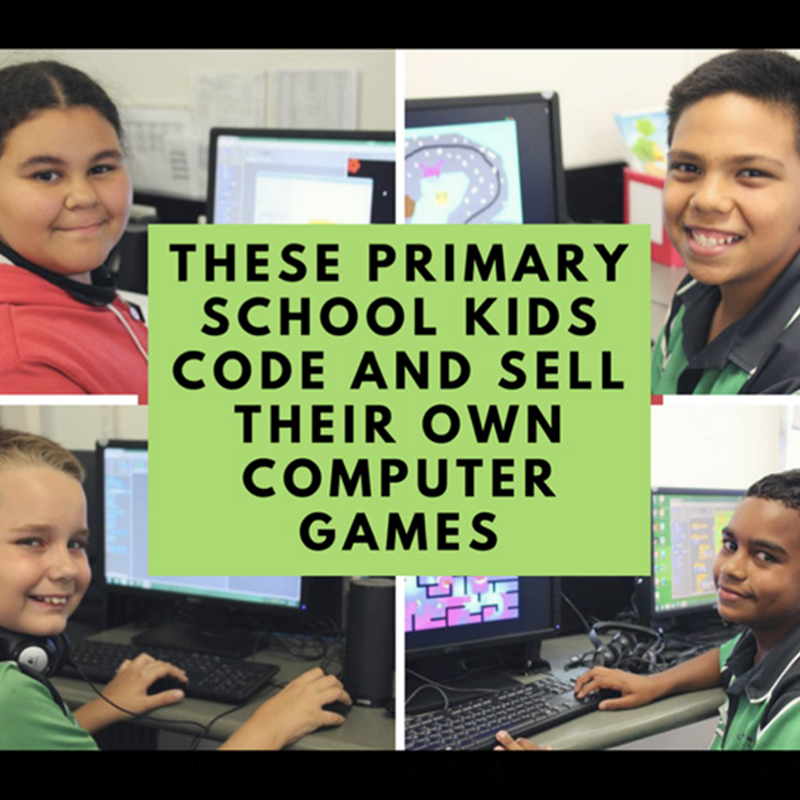 THESE PRIMARY
SCHOOL KIDS
CODE AND SELL
THEIR OWN
COMPUTER
GAMES